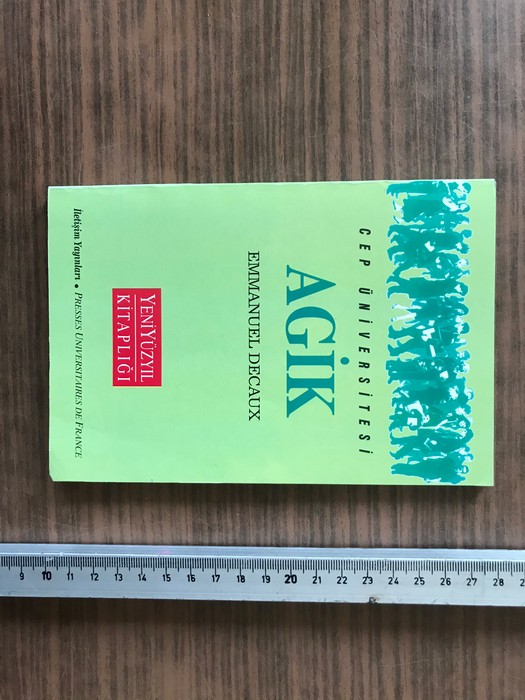 CEP ÜNİVERSİTESİ
AGİK
EMMANUEL DECAUX
YENİYÜZYIL
KİTAPLIĞI
İletişim Yayınları • PRESSES UNIVERSITAIRES DE FRANCE
9 10 11 12 13 14 15 16 17 18 19 20 21 22 23 24 25 26 27 28